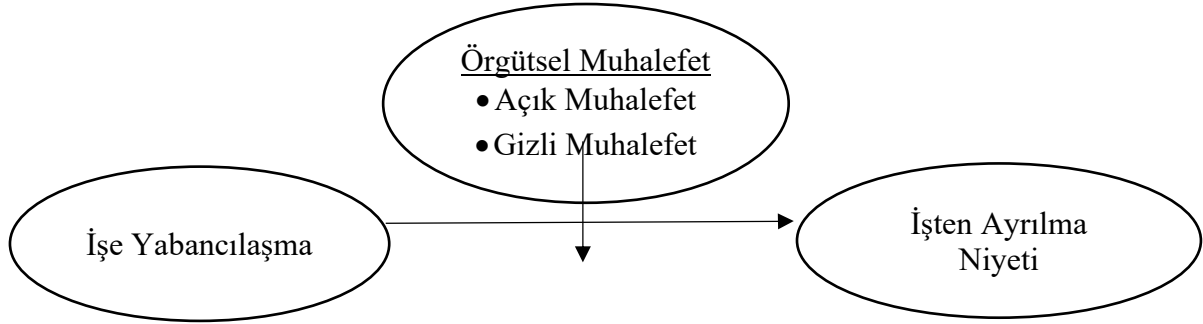 Örgütsel Muhalefet
• Açık Muhalefet
• Gizli Muhalefet
İşe Yabancılaşma
İşten Ayrılma
Niyeti